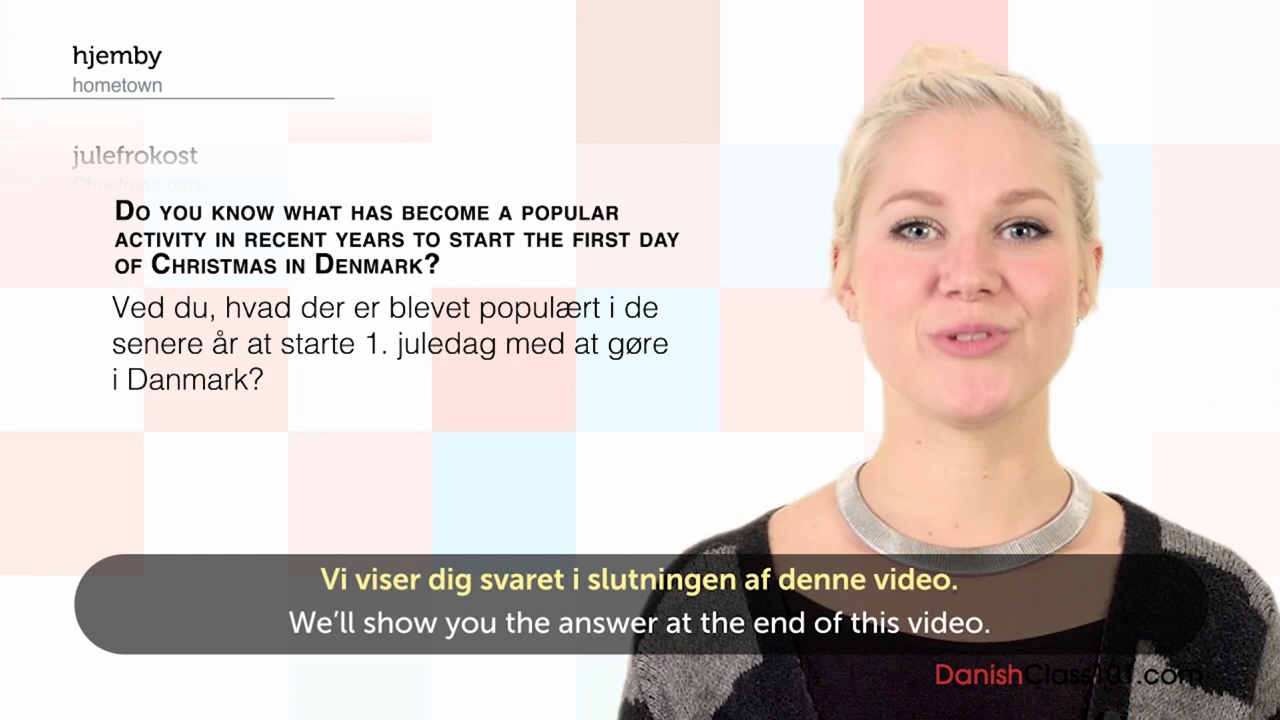 hjemby
hometown
julefrokost
Christmas party
DO YOU KNOW WHAT HAS BECOME A POPULAR
ACTIVITY IN RECENT YEARS TO START THE FIRST DAY
OF CHRISTMAS IN DENMARK?
Ved du, hvad der er blevet populært i de
senere år at starte 1. juledag med at gøre
i Danmark?
Vi viser dig svaret i slutningen af denne video.
We'll show you the answer at the end of this video.
DanishClass101.com